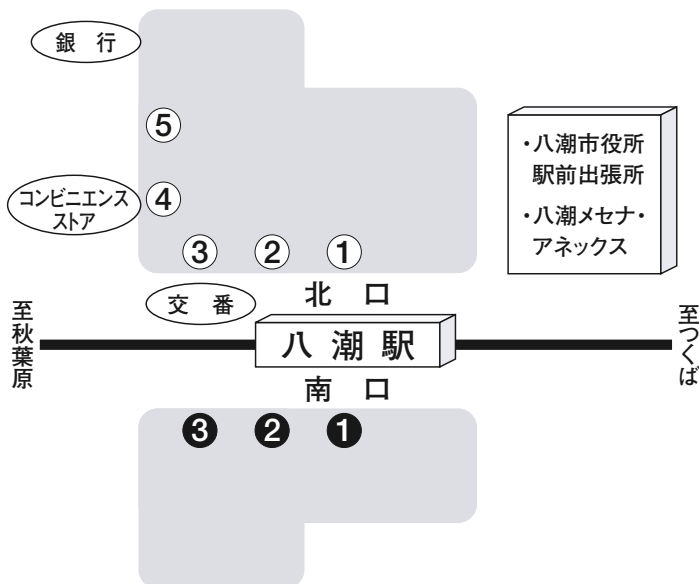 銀 行
⑤
コンビニエンス
ストア
④
③ ② ①
・八潮市役所
駅前出張所
・八潮メセナ・
アネックス
交 番
北 口
至秋葉原
八 潮 駅
至つくば
南 口
❸ ❷ ❶